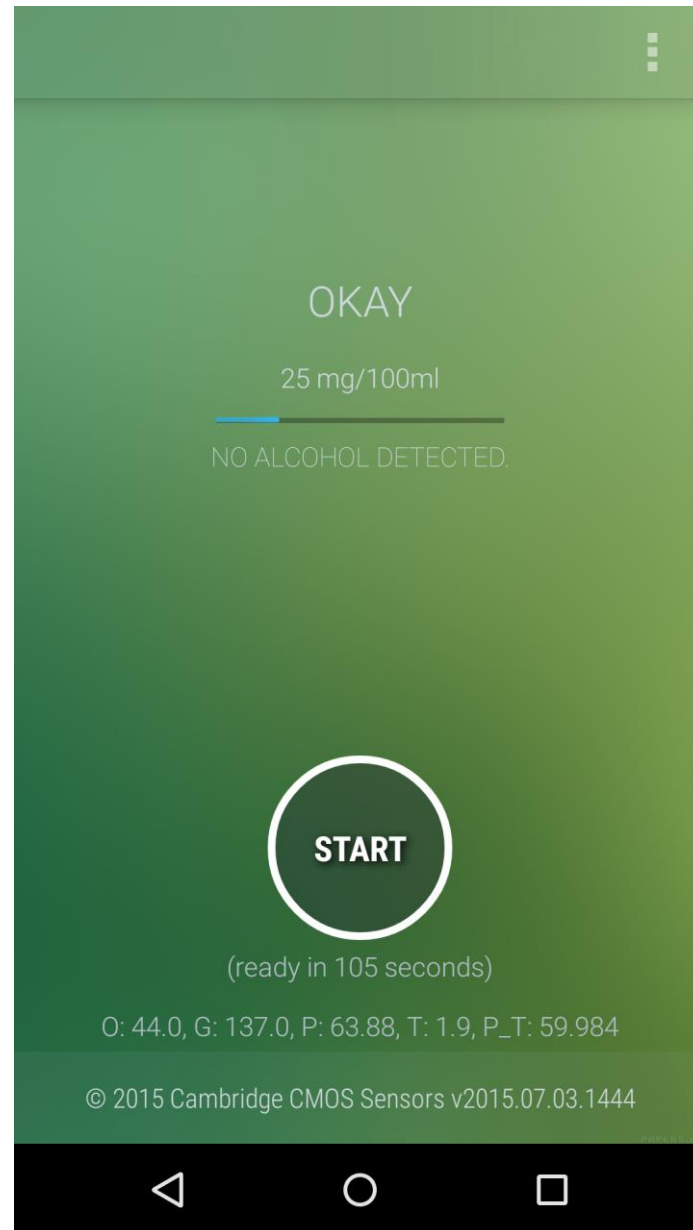 OKAY
25 mg/100ml
NO ALCOHOL DETECTED.
START
(ready in 105 seconds)
O: 44.0, G: 137.0, P: 63.88, T: 1.9, P_T: 59.984
© 2015 Cambridge CMOS Sensors v2015.07.03.1444